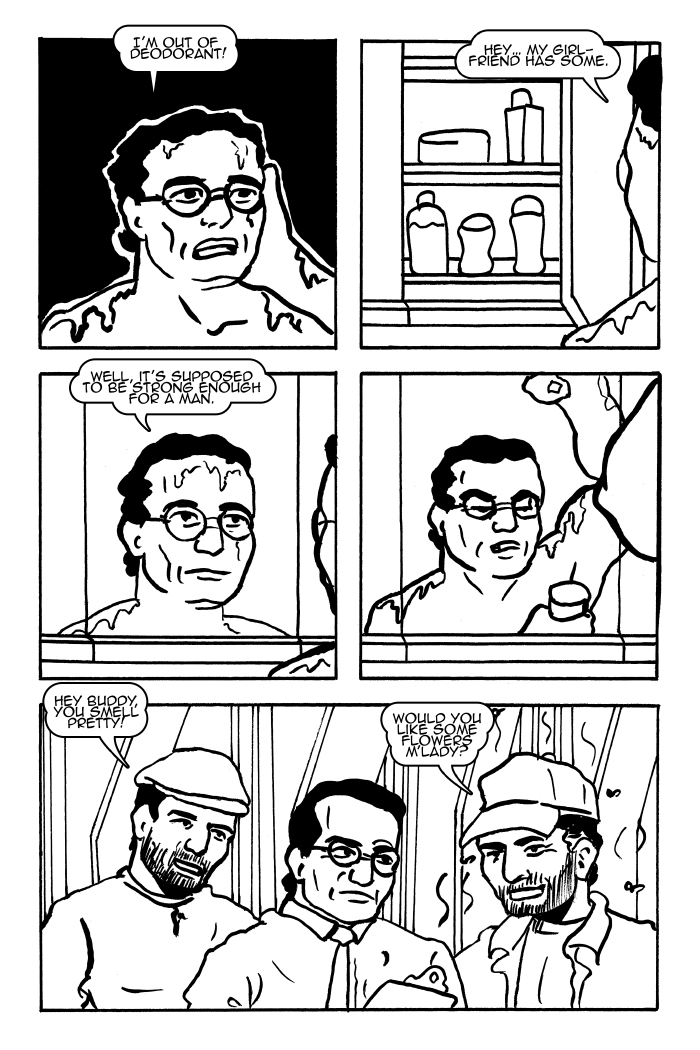 I'M OUT OF
DEODORANT!
HEY... MY GIRL-
FRIEND HAS SOME.
WELL, IT'S SUPPOSED
TO BE STRONG ENOUGH
FOR A MAN.
HEY BUDDY,
YOU SMELL
PRETTY!
WOULD YOU
LIKE SOME
FLOWERS
M'LADY?